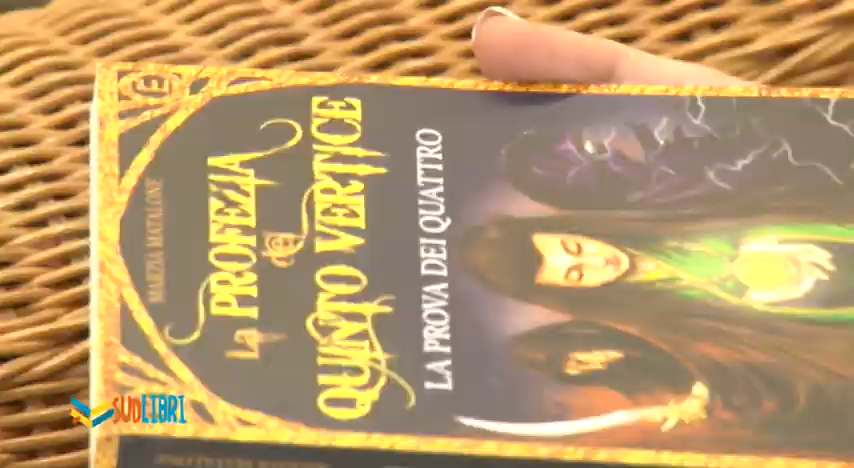 MARZIA MATALONE
La PROFEZIA
del
QUINTO VERTICE
LA PROVA DEI QUATTRO
SUDLIBRI